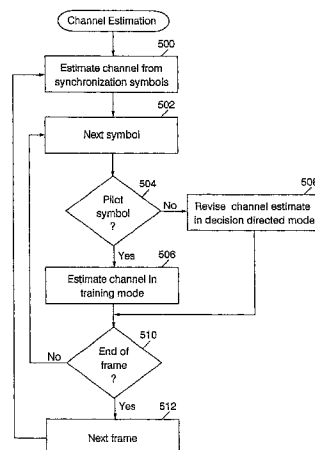 Channel Estimation
500
Estimate channel from
synchronization symbols
502
Next symbol
504
Pilot
symbol
?
No
506
Revise channel estimate
in decision directed mode
Yes
506
Estimate channel in
training mode
510
End of
frame
?
No
Yes
512
Next frame